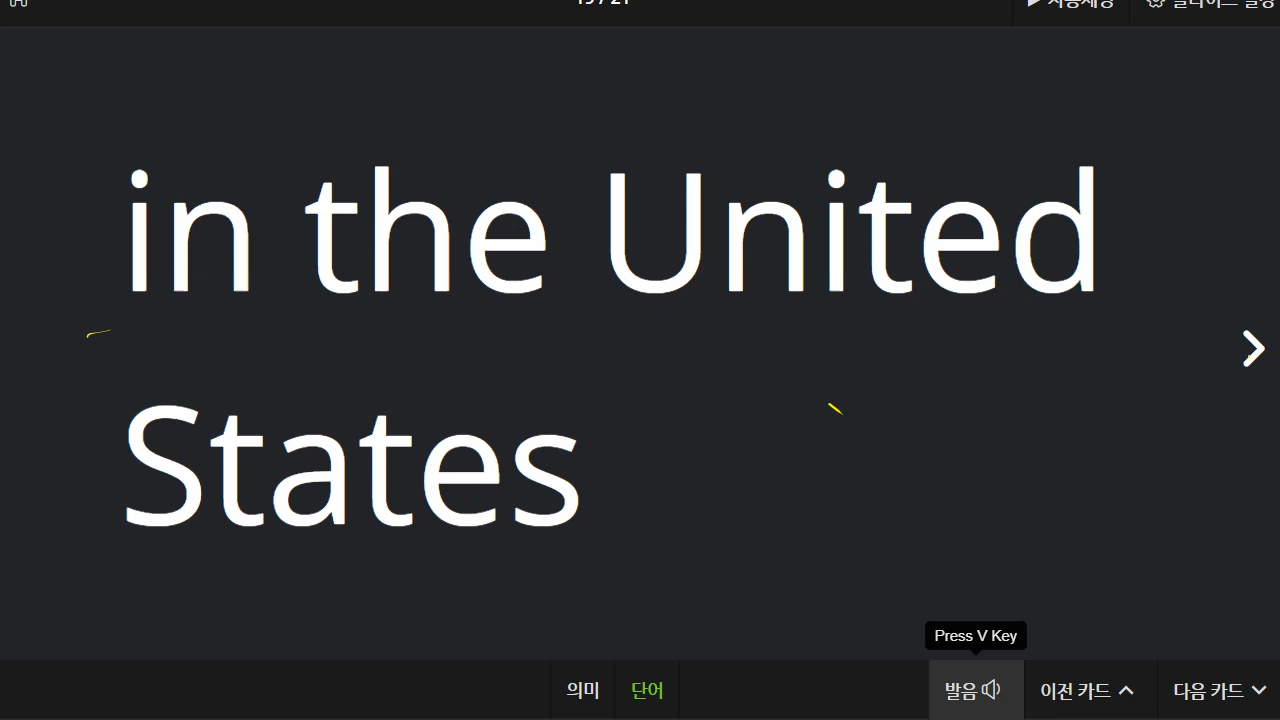 in the United
States
Press V Key
의미 단어 발음 이전 카드 다음 카드